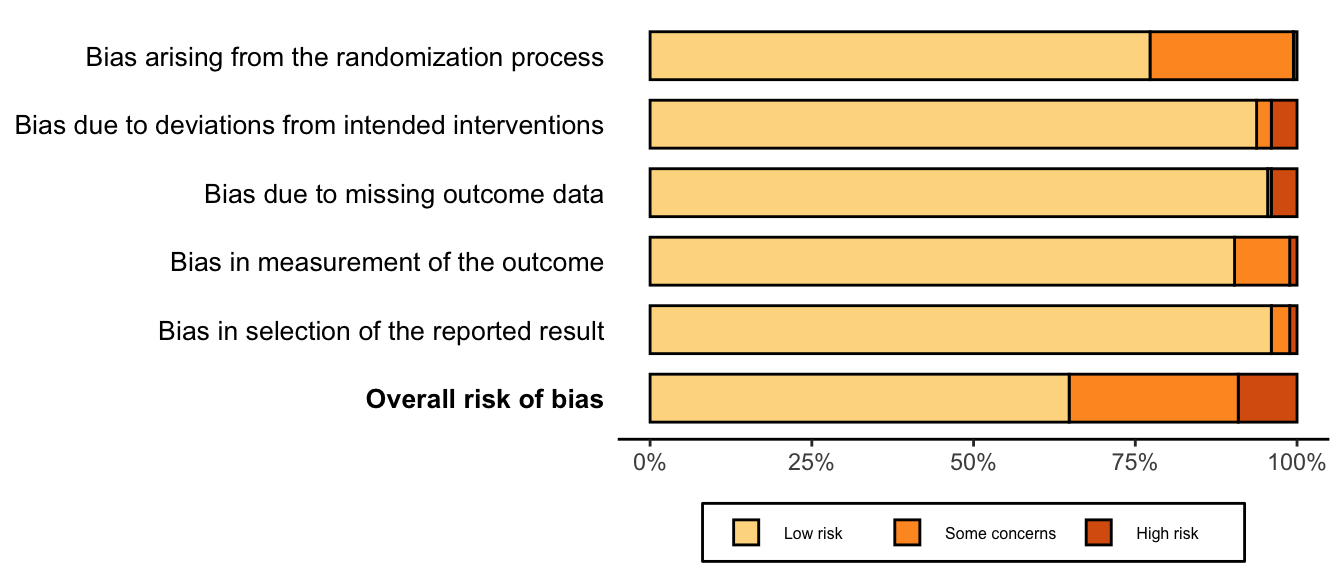 Bias arising from the randomization process
Bias due to deviations from intended interventions
Bias due to missing outcome data
Bias in measurement of the outcome
Bias in selection of the reported result
Overall risk of bias
0% 25% 50% 75% 100%
Low risk Some concerns High risk